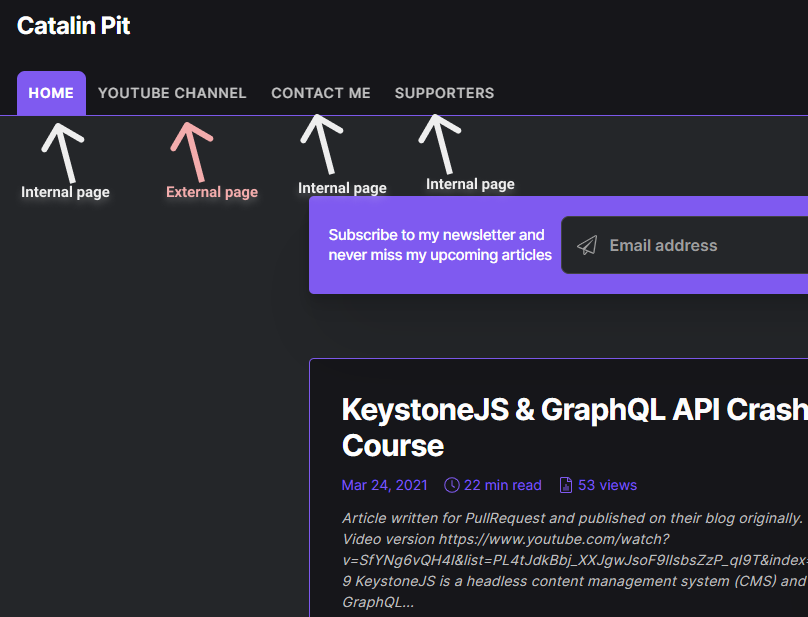 Catalin Pit
HOME YOUTUBE CHANNEL CONTACT ME SUPPORTERS
Internal page External page Internal page Internal page
Subscribe to my newsletter and
never miss my upcoming articles
Email address
KeystoneJS & GraphQL API Crash
Course
Mar 24, 2021 22 min read 53 views
Article written for PullRequest and published on their blog originally.
Video version https://www.youtube.com/watch?
v=SfYNg6vQH4I&list=PL4tJdkBbj_XXJgwJsoF9lIsbsZzP_ql9T&index=
9 KeystoneJS is a headless content management system (CMS) and
GraphQL...